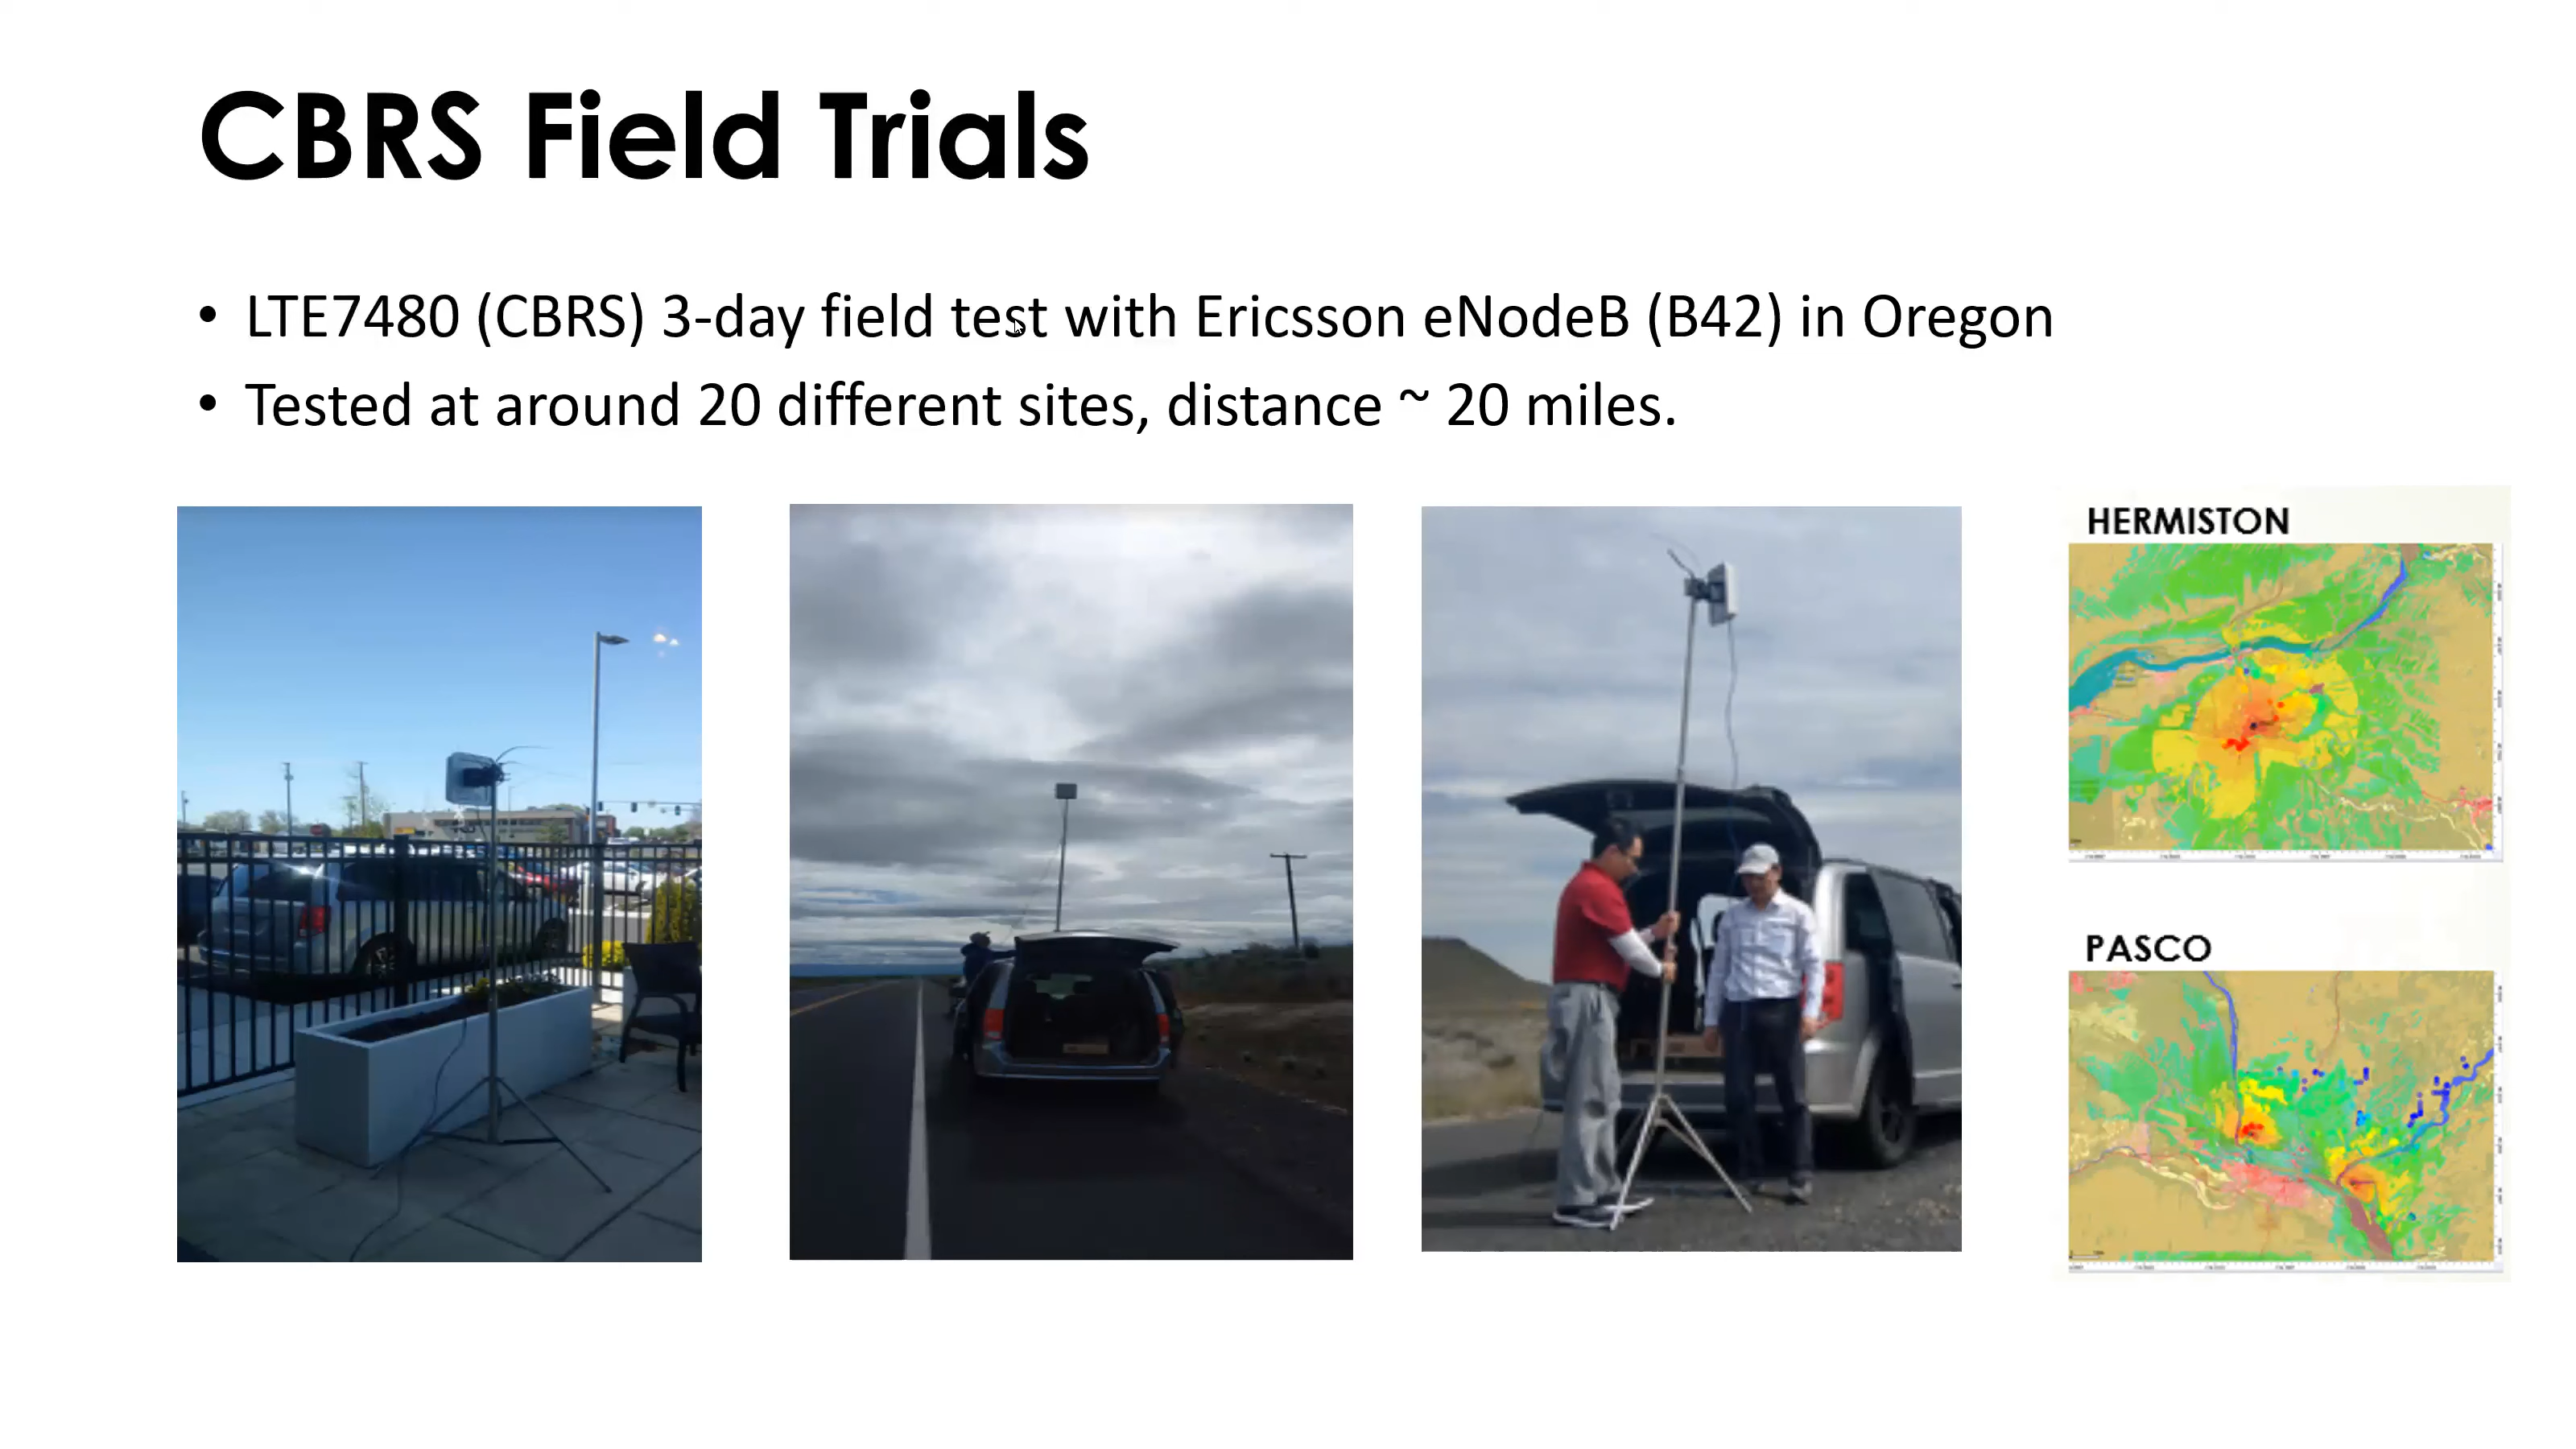 CBRS Field Trials
• LTE7480 (CBRS) 3-day field test with Ericsson eNodeB (B42) in Oregon
• Tested at around 20 different sites, distance ~ 20 miles.
HERMISTON
PASCO